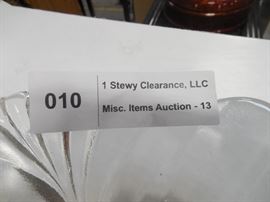 010
1 Stewy Clearance, LLC
Misc. Items Auction - 13